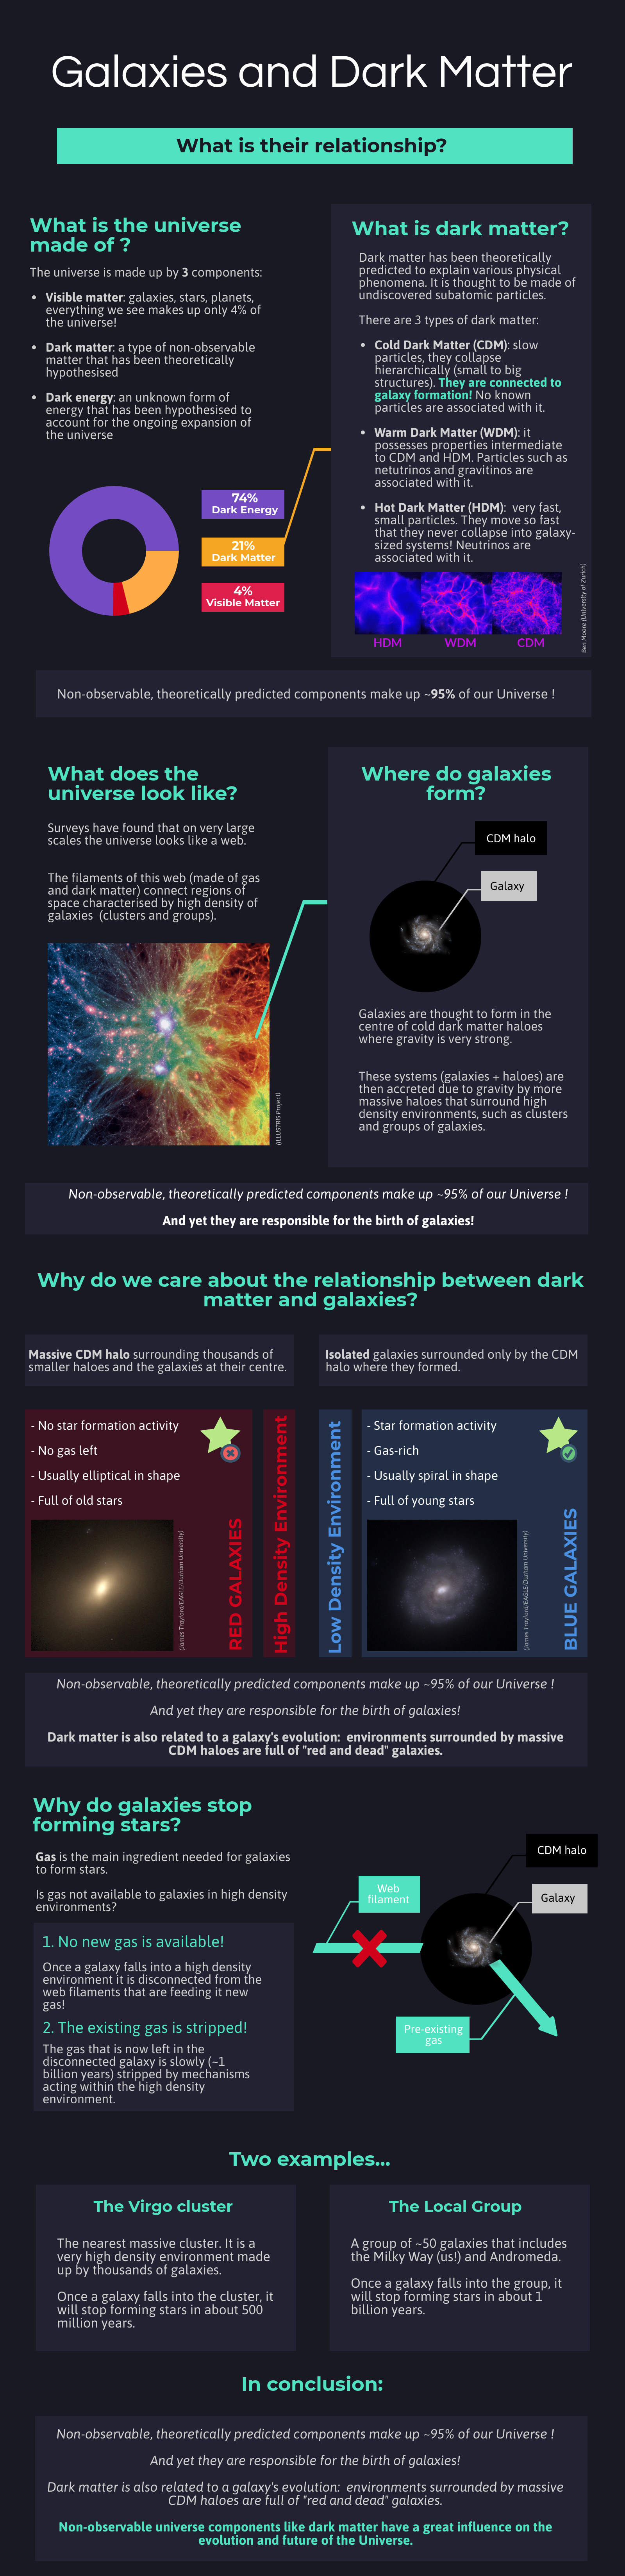 Galaxies and Dark Matter
What is their relationship?
What is the universe
made of ?
The universe is made up by 3 components:
• Visible matter: galaxies, stars, planets,
everything we see makes up only 4% of
the universe!
• Dark matter: a type of non-observable
matter that has been theoretically
hypothesised
• Dark energy: an unknown form of
energy that has been hypothesised to
account for the ongoing expansion of
the universe
74%
Dark Energy
21%
Dark Matter
4%
Visible Matter
What is dark matter?
Dark matter has been theoretically
predicted to explain various physical
phenomena. It is thought to be made of
undiscovered subatomic particles.
There are 3 types of dark matter:
• Cold Dark Matter (CDM): slow
particles, they collapse
hierarchically (small to big
structures). They are connected to
galaxy formation! No known
particles are associated with it.
• Warm Dark Matter (WDM): it
possesses properties intermediate
to CDM and HDM. Particles such as
netutrinos and gravitinos are
associated with it.
• Hot Dark Matter (HDM): very fast,
small particles. They move so fast
that they never collapse into galaxy-
sized systems! Neutrinos are
associated with it.
HDM
WDM
CDM
Ben Moore (University of Zurich)
Non-observable, theoretically predicted components make up ~95% of our Universe !
What does the
universe look like?
Surveys have found that on very large
scales the universe looks like a web.
The filaments of this web (made of gas
and dark matter) connect regions of
space characterised by high density of
galaxies (clusters and groups).
(ILLUSTRIS Project)
Where do galaxies
form?
CDM halo
Galaxy
Galaxies are thought to form in the
centre of cold dark matter haloes
where gravity is very strong.
These systems (galaxies + haloes) are
then accreted due to gravity by more
massive haloes that surround high
density environments, such as clusters
and groups of galaxies.
Non-observable, theoretically predicted components make up ~95% of our Universe !
And yet they are responsible for the birth of galaxies!
Why do we care about the relationship between dark
matter and galaxies?
Massive CDM halo surrounding thousands of
smaller haloes and the galaxies at their centre.
Isolated galaxies surrounded only by the CDM
halo where they formed.
- No star formation activity
- No gas left
- Usually elliptical in shape
- Full of old stars
(James Trayford/EAGLE/Durham University)
RED GALAXIES
High Density Environment
Low Density Environment
- Star formation activity
- Gas-rich
- Usually spiral in shape
- Full of young stars
(James Trayford/EAGLE/Durham University)
BLUE GALAXIES
Non-observable, theoretically predicted components make up ~95% of our Universe !
And yet they are responsible for the birth of galaxies!
Dark matter is also related to a galaxy's evolution: environments surrounded by massive
CDM haloes are full of "red and dead" galaxies.
Why do galaxies stop
forming stars?
Gas is the main ingredient needed for galaxies
to form stars.
Is gas not available to galaxies in high density
environments?
1. No new gas is available!
Once a galaxy falls into a high density
environment it is disconnected from the
web filaments that are feeding it new
gas!
2. The existing gas is stripped!
The gas that is now left in the
disconnected galaxy is slowly (~1
billion years) stripped by mechanisms
acting within the high density
environment.
CDM halo
Web
filament
Galaxy
Pre-existing
gas
Two examples...
The Virgo cluster
The nearest massive cluster. It is a
very high density environment made
up by thousands of galaxies.
Once a galaxy falls into the cluster, it
will stop forming stars in about 500
million years.
The Local Group
A group of ~50 galaxies that includes
the Milky Way (us!) and Andromeda.
Once a galaxy falls into the group, it
will stop forming stars in about 1
billion years.
In conclusion:
Non-observable, theoretically predicted components make up ~95% of our Universe !
And yet they are responsible for the birth of galaxies!
Dark matter is also related to a galaxy's evolution: environments surrounded by massive
CDM haloes are full of "red and dead" galaxies.
Non-observable universe components like dark matter have a great influence on the
evolution and future of the Universe.